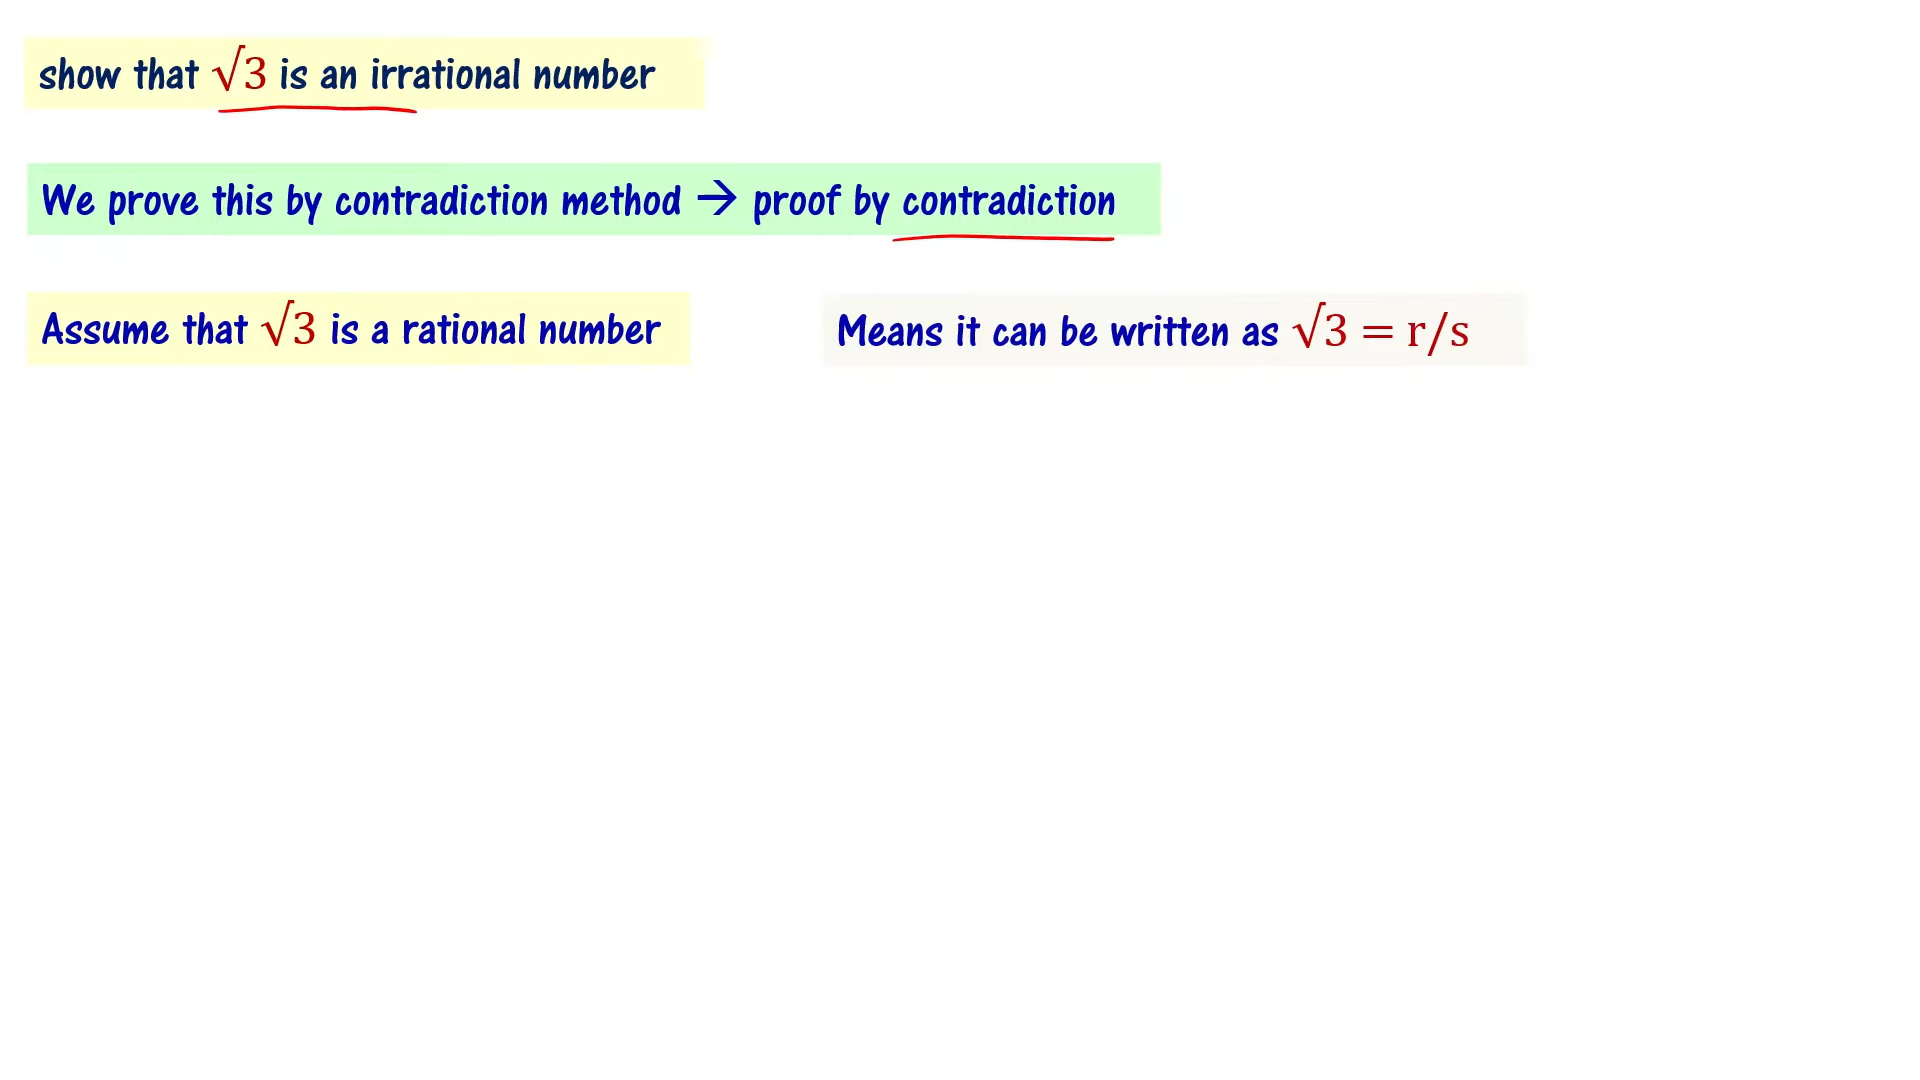 show that √3 is an irrational number
We prove this by contradiction method → proof by contradiction
Assume that √3 is a rational number
Means it can be written as √3 = r/s